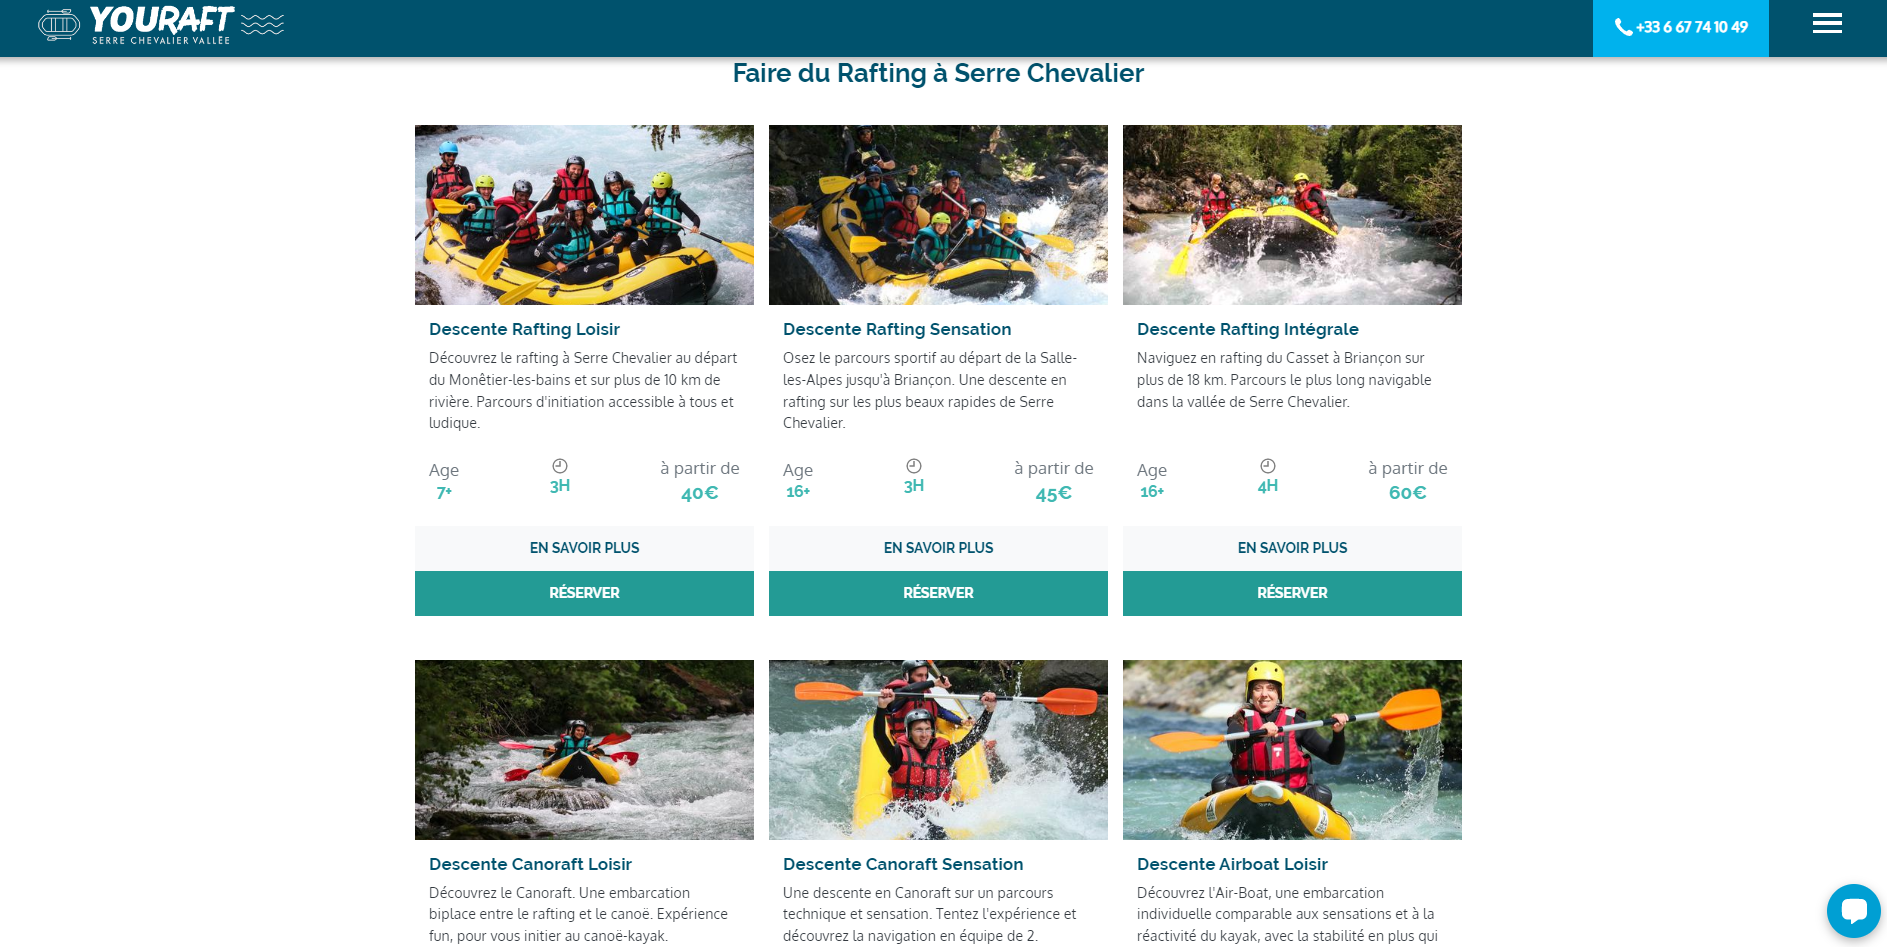 YOURAFT
SERRE CHEVALIER VALLÉE
+33 6 67 74 10 49
Faire du Rafting à Serre Chevalier
Descente Rafting Loisir
Découvrez le rafting à Serre Chevalier au départ
du Monêtier-les-bains et sur plus de 10 km de
rivière. Parcours d'initiation accessible à tous et
ludique.
Age
7+
3H
à partir de
40€
EN SAVOIR PLUS
RÉSERVER
Descente Rafting Sensation
Osez le parcours sportif au départ de la Salle-
les-Alpes jusqu'à Briançon. Une descente en
rafting sur les plus beaux rapides de Serre
Chevalier.
Age
16+
3H
à partir de
45€
EN SAVOIR PLUS
RÉSERVER
Descente Rafting Intégrale
Naviguez en rafting du Casset à Briançon sur
plus de 18 km. Parcours le plus long navigable
dans la vallée de Serre Chevalier.
Age
16+
4H
à partir de
60€
EN SAVOIR PLUS
RÉSERVER
Descente Canoraft Loisir
Découvrez le Canoraft. Une embarcation
biplace entre le rafting et le canoë. Expérience
fun, pour vous initier au canoë-kayak.
Descente Canoraft Sensation
Une descente en Canoraft sur un parcours
technique et sensation. Tentez l'expérience et
découvrez la navigation en équipe de 2.
Descente Airboat Loisir
Découvrez l'Air-Boat, une embarcation
individuelle comparable aux sensations et à la
réactivité du kayak, avec la stabilité en plus qui